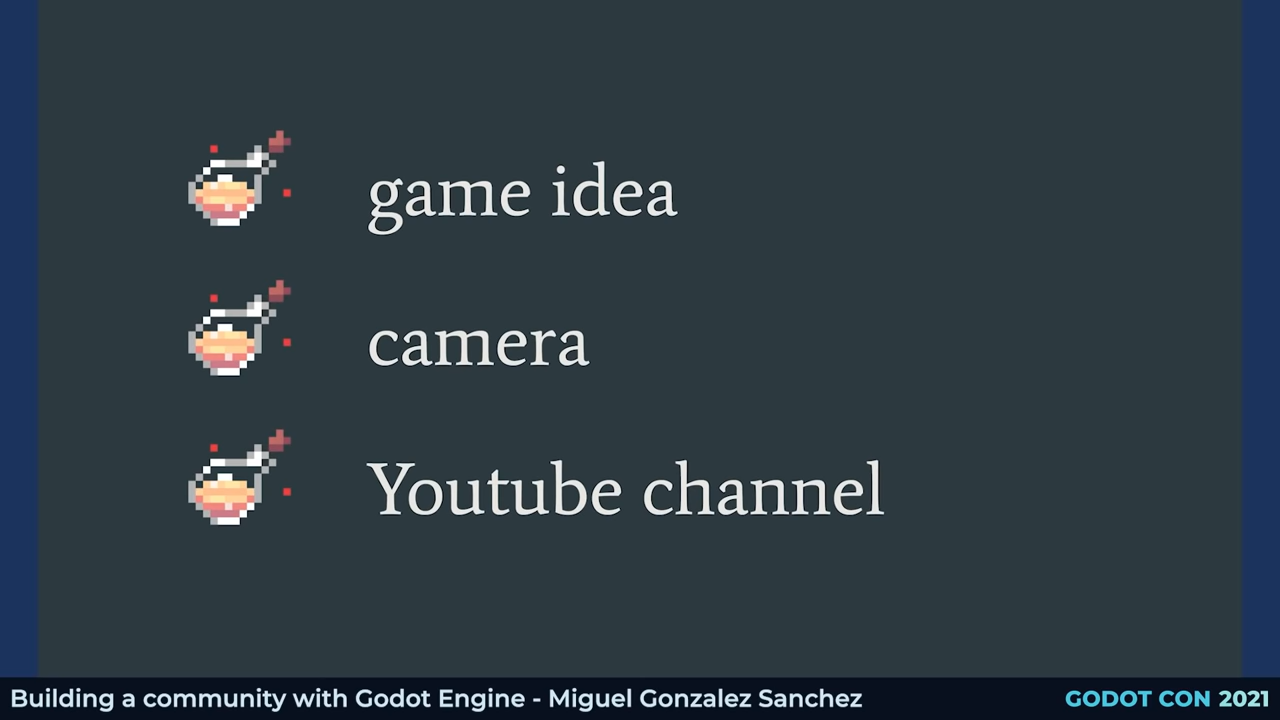 game idea
camera
Youtube channel
Building a community with Godot Engine - Miguel Gonzalez Sanchez
GODOT CON 2021